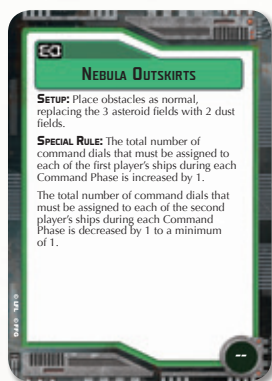 Nebula Outskirts
Setup: Place obstacles as normal,
replacing the 3 asteroid fields with 2 dust
fields.
Special Rule: The total number of
command dials that must be assigned to
each of the first player's ships during each
Command Phase is increased by 1.
The total number of command dials that
must be assigned to each of the second
player's ships during each Command
Phase is decreased by 1 to a minimum
of 1.
© LFL © FFG
--